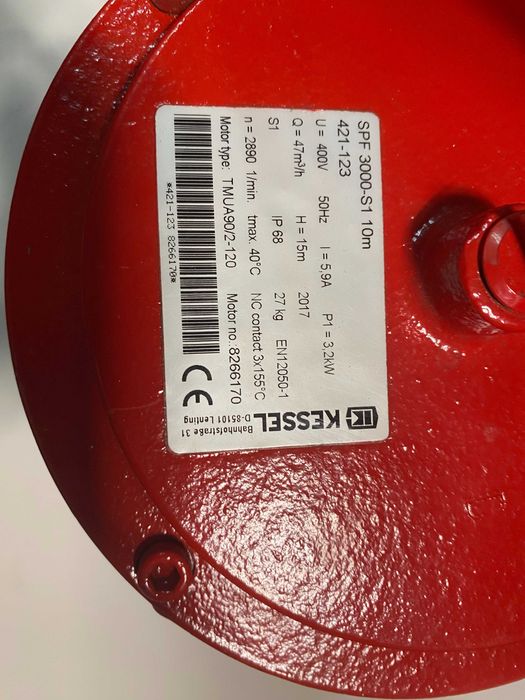 SPF 3000-S1 10m
421-123
U = 400V 50Hz I = 5,9A P1 = 3,2kW
Q = 47m³/h H = 15m 2017
S1 IP 68 27 kg EN12050-1
n = 2890 1/min. tmax. 40°C NC contact 3x155°C
Motor type: TMUA90/2-120 Motor no.:8266170
*421-123 8266170*
CE
KESSEL
Bahnhofstraße 31
D-85101 Lenting